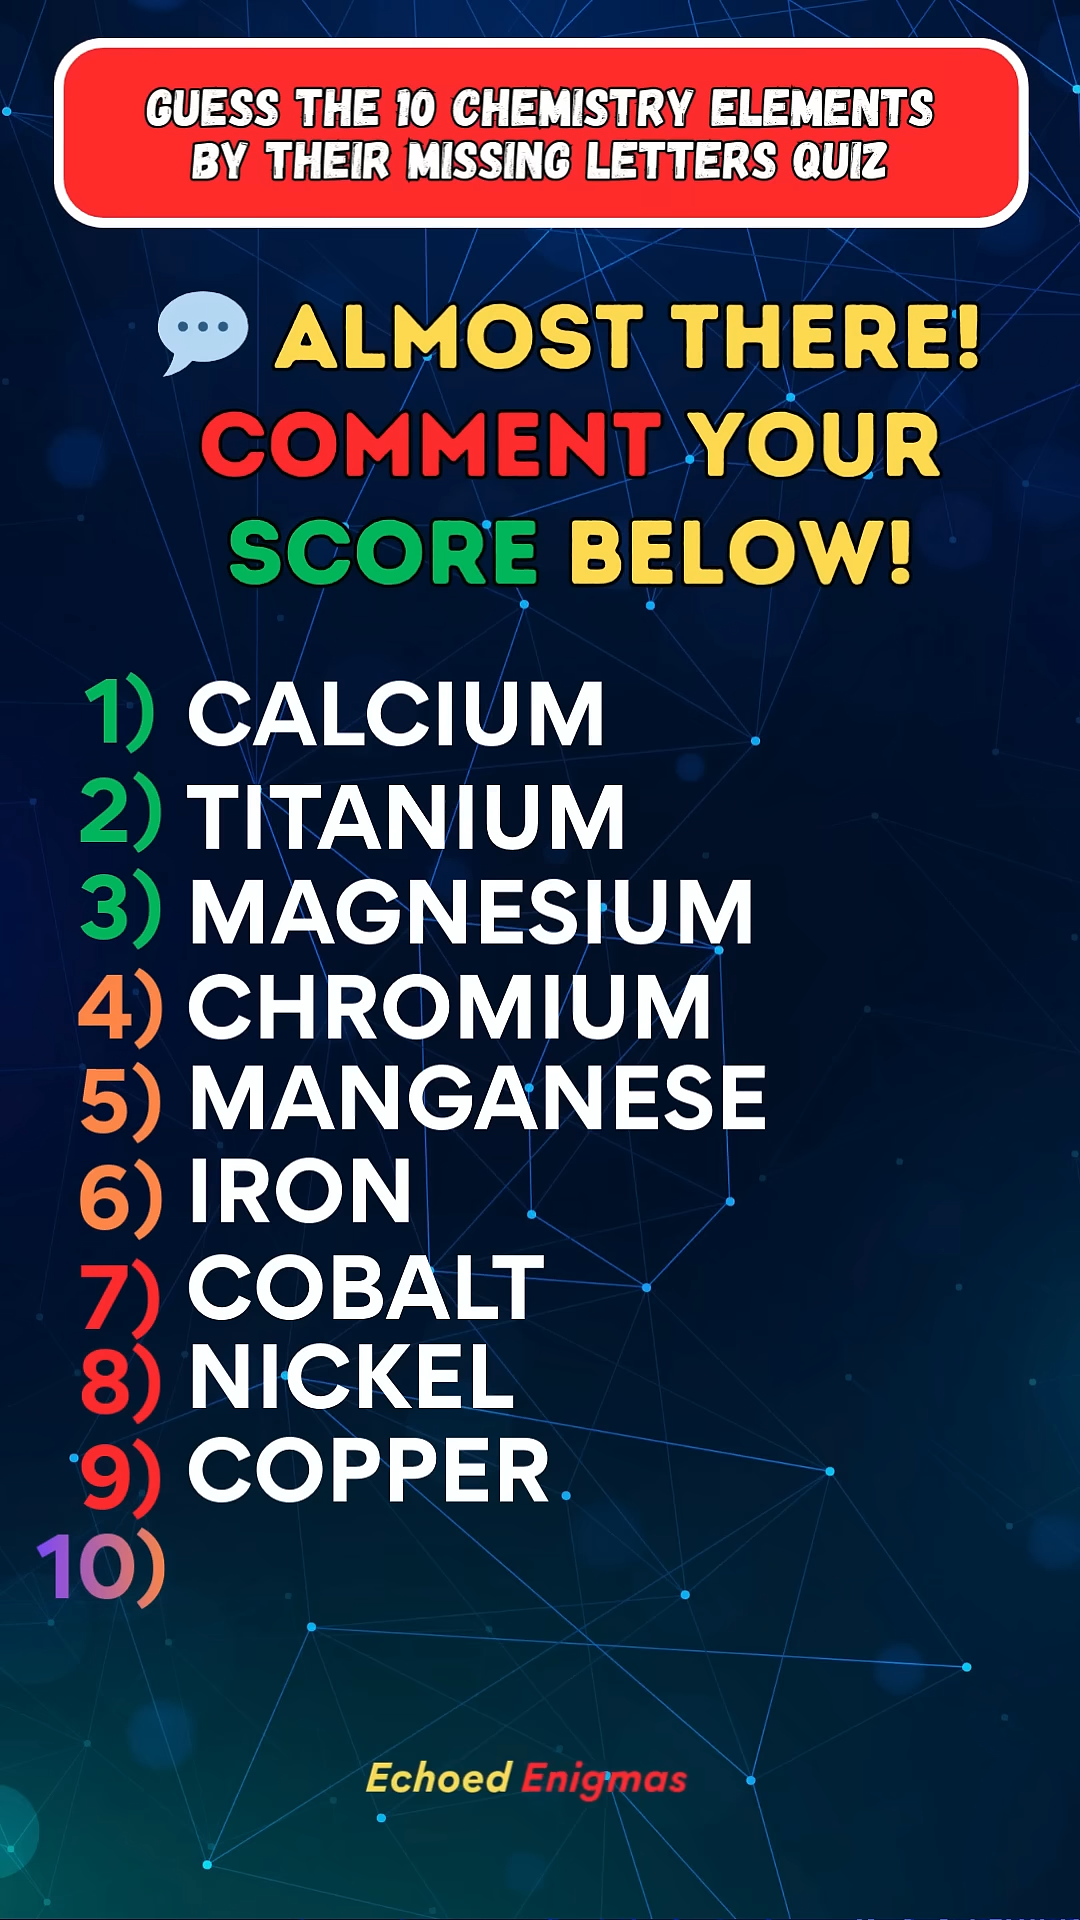 GUESS THE 10 CHEMISTRY ELEMENTS
BY THEIR MISSING LETTERS QUIZ
💬 ALMOST THERE!
COMMENT YOUR
SCORE BELOW!
1) CALCIUM
2) TITANIUM
3) MAGNESIUM
4) CHROMIUM
5) MANGANESE
6) IRON
7) COBALT
8) NICKEL
9) COPPER
10)
Echoed Enigmas